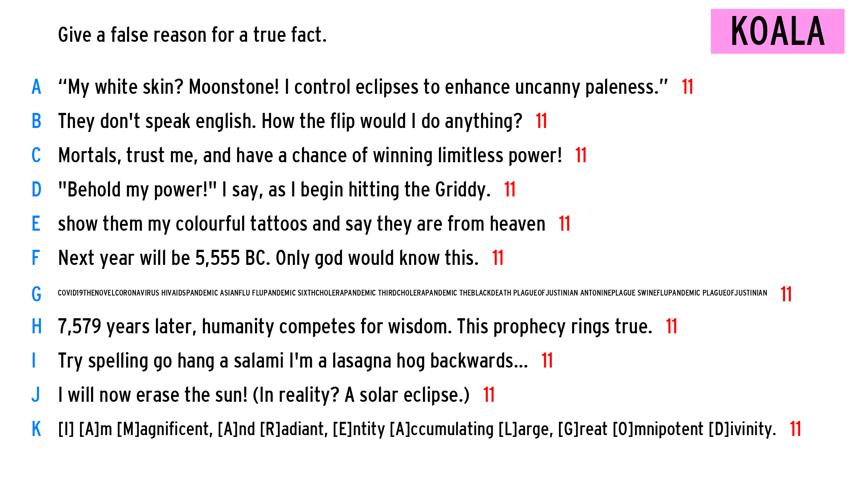 Give a false reason for a true fact.
KOALA
A “My white skin? Moonstone! I control eclipses to enhance uncanny paleness.” 11
B They don't speak english. How the flip would I do anything? 11
C Mortals, trust me, and have a chance of winning limitless power! 11
D "Behold my power!" I say, as I begin hitting the Griddy. 11
E show them my colourful tattoos and say they are from heaven 11
F Next year will be 5,555 BC. Only god would know this. 11
G COVID19THENOVELCORONAVIRUS HIVAIDSPANDEMIC ASIANFLU FLUPANDEMIC SIXTHCHOLERAPANDEMIC THIRDCHOLERAPANDEMIC THEBLACKDEATH PLAGUEOFJUSTINIAN ANTONINEPLAGUE SWINEFLUPANDEMIC PLAGUEOFJUSTINIAN 11
H 7,579 years later, humanity competes for wisdom. This prophecy rings true. 11
I Try spelling go hang a salami I'm a lasagna hog backwards... 11
J I will now erase the sun! (In reality? A solar eclipse.) 11
K [I] [A]m [M]agnificent, [A]nd [R]adiant, [E]ntity [A]ccumulating [L]arge, [G]reat [O]mnipotent [D]ivinity. 11